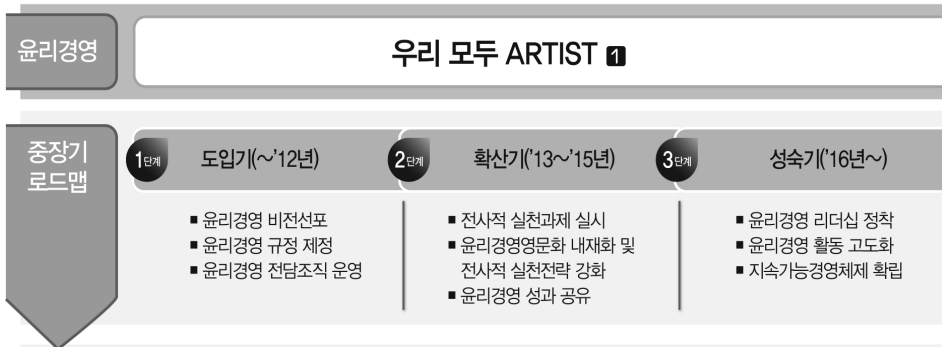 윤리경영
우리 모두 ARTIST 1
중장기
로드맵
1단계
도입기(~'12년)
2단계
확산기('13~'15년)
3단계
성숙기('16년~)
■ 윤리경영 비전선포
■ 윤리경영 규정 제정
■ 윤리경영 전담조직 운영
■ 전사적 실천과제 실시
■ 윤리경영영문화 내재화 및
전사적 실천전략 강화
■ 윤리경영 성과 공유
■ 윤리경영 리더십 정착
■ 윤리경영 활동 고도화
■ 지속가능경영체제 확립